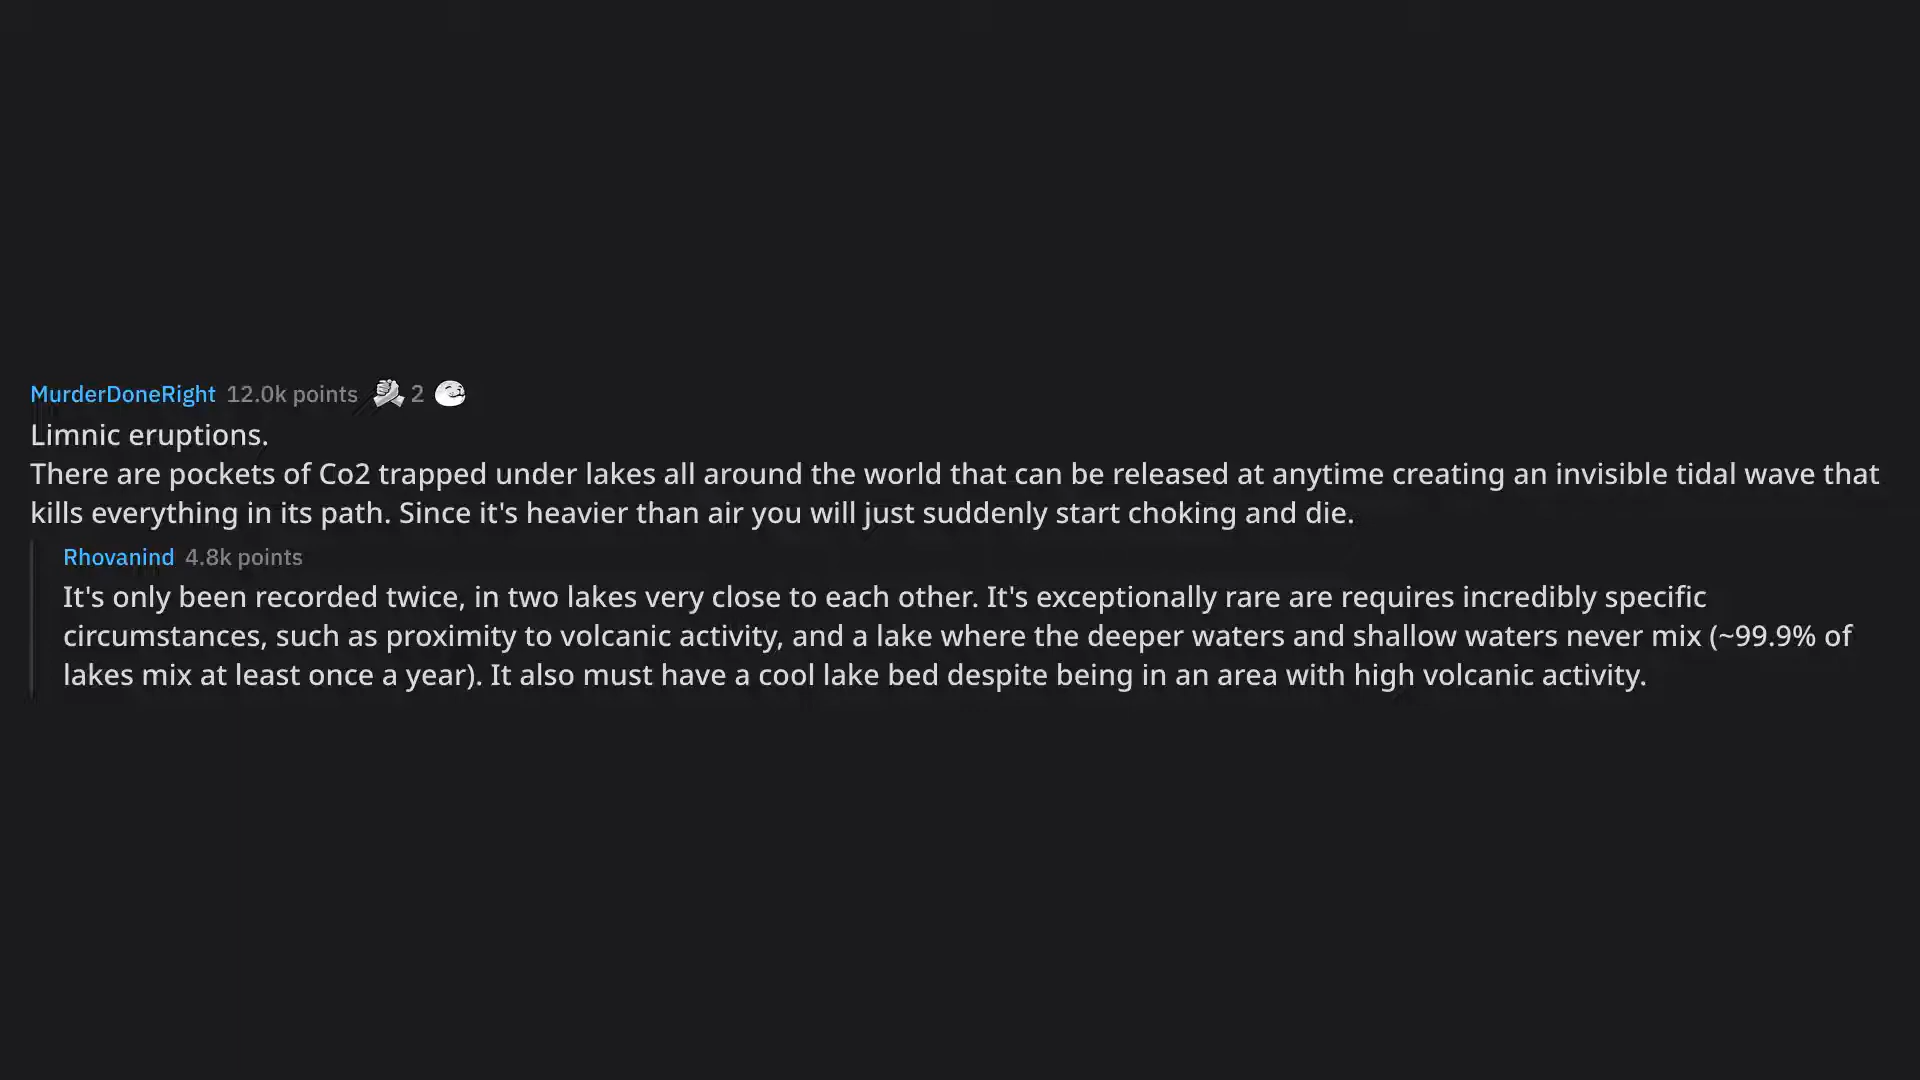 MurderDoneRight 12.0k points 2
Limnic eruptions.
There are pockets of Co2 trapped under lakes all around the world that can be released at anytime creating an invisible tidal wave that
kills everything in its path. Since it's heavier than air you will just suddenly start choking and die.
Rhovanind 4.8k points
It's only been recorded twice, in two lakes very close to each other. It's exceptionally rare are requires incredibly specific
circumstances, such as proximity to volcanic activity, and a lake where the deeper waters and shallow waters never mix (~99.9% of
lakes mix at least once a year). It also must have a cool lake bed despite being in an area with high volcanic activity.